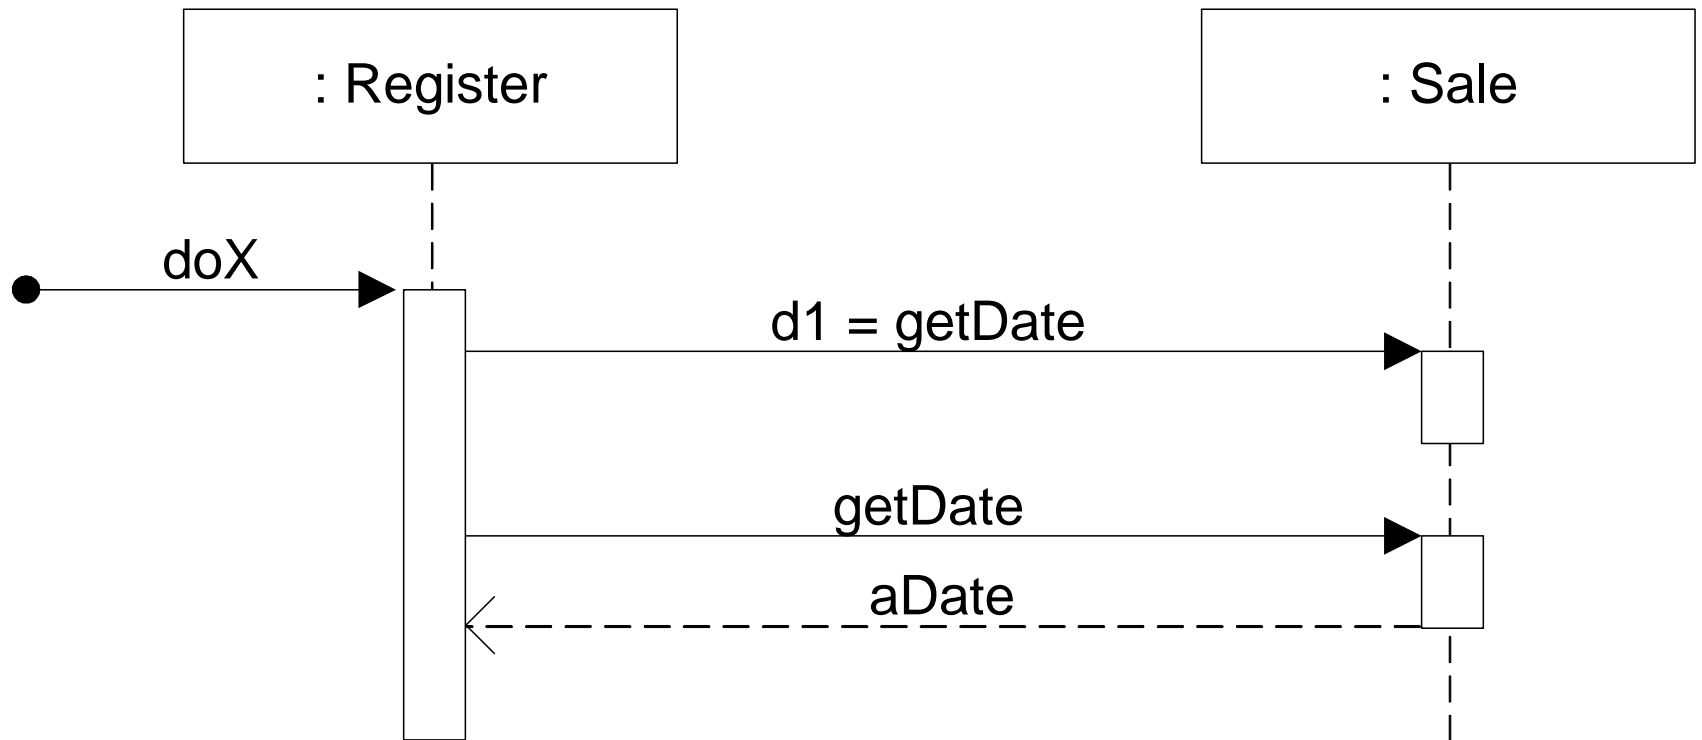 : Register
: Sale
doX
d1 = getDate
getDate
aDate